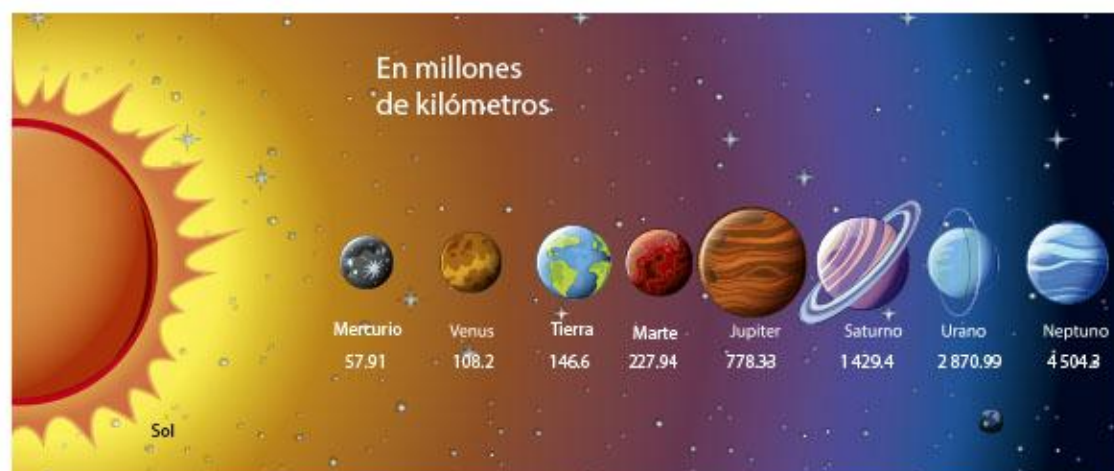 En millones
de kilómetros
Mercurio Venus Tierra Marte Jupiter Saturno Urano Neptuno
57.91 108.2 146.6 227.94 778.33 1 429.4 2 870.99 4 504.3
Sol